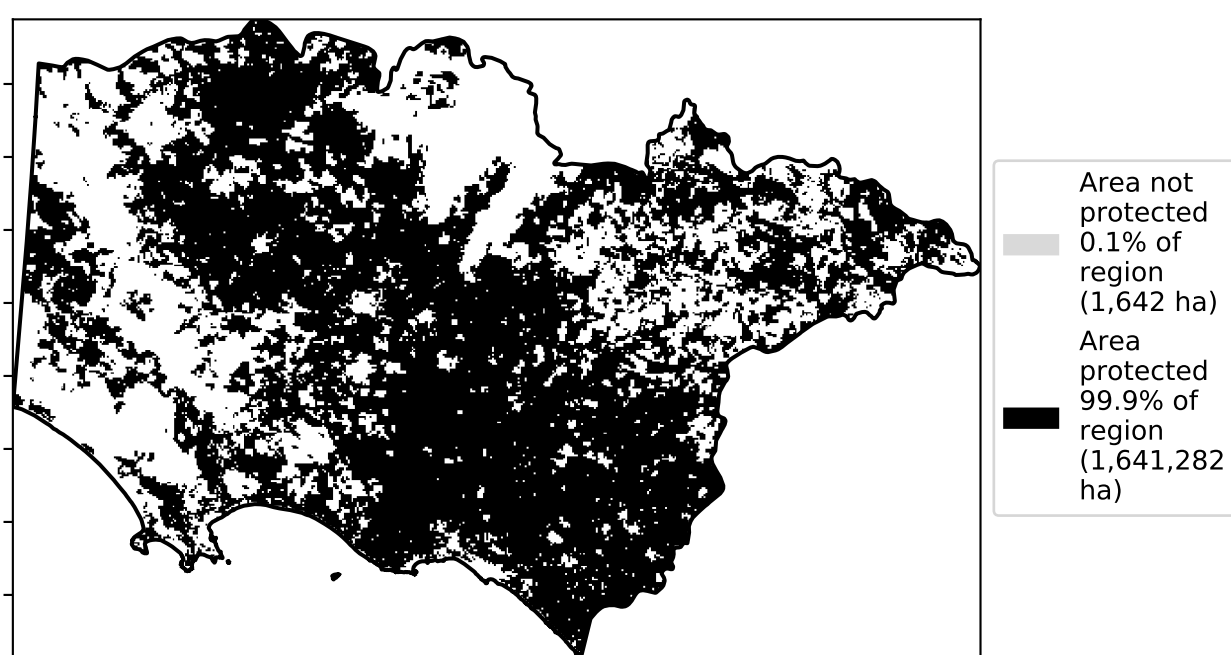 Area not
protected
0.1% of
region
(1,642 ha)
Area
protected
99.9% of
region
(1,641,282
ha)